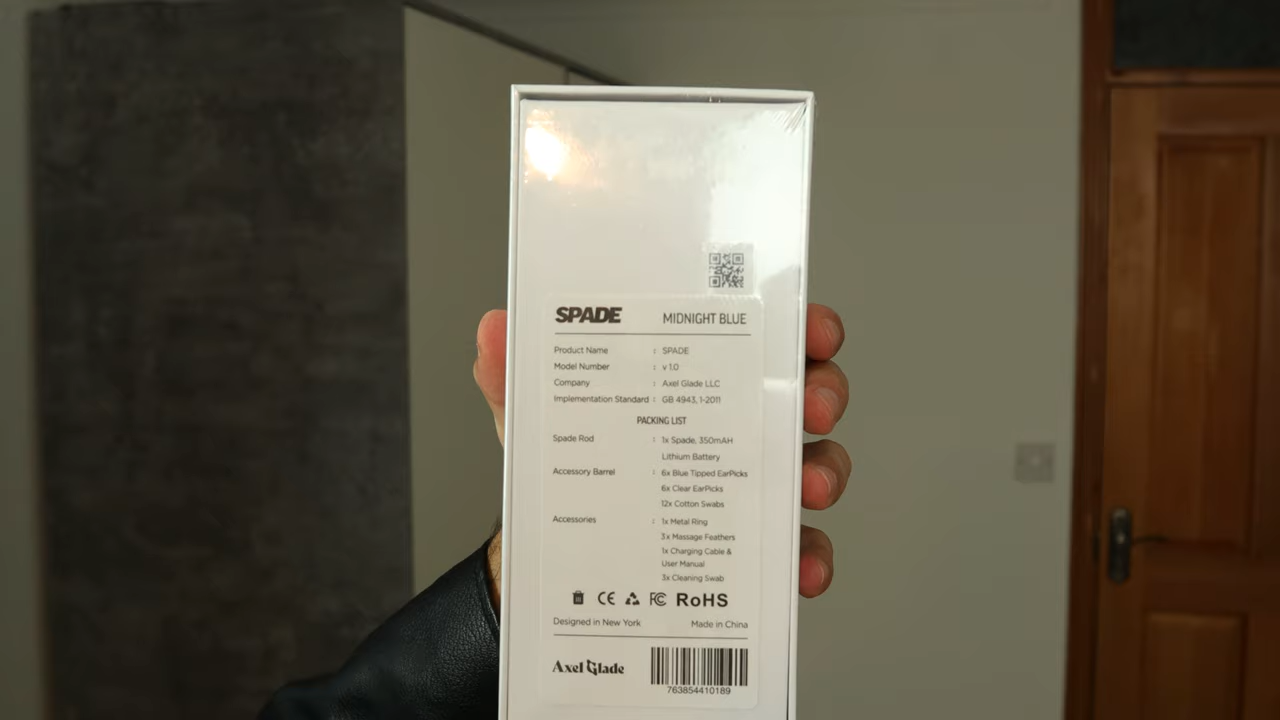 SPADE MIDNIGHT BLUE
Product Name : SPADE
Model Number : v 1.0
Company : Axel Glade LLC
Implementation Standard : GB 4943, 1-2011
PACKING LIST
Spade Rod : 1x Spade, 350mAH
Lithium Battery
Accessory Barrel : 6x Blue Tipped EarPicks
6x Clear EarPicks
12x Cotton Swabs
Accessories : 1x Metal Ring
3x Massage Feathers
1x Charging Cable &
User Manual
3x Cleaning Swab
CE FC RoHS
Designed in New York Made in China
Axel Glade
763854410189